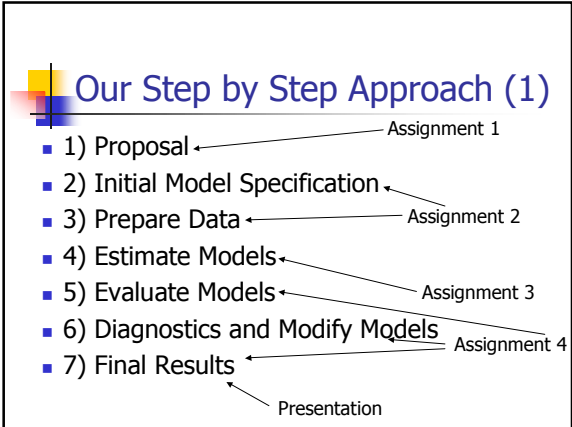 Our Step by Step Approach (1)
Assignment 1
1) Proposal
2) Initial Model Specification
3) Prepare Data
Assignment 2
4) Estimate Models
5) Evaluate Models
Assignment 3
6) Diagnostics and Modify Models
Assignment 4
7) Final Results
Presentation